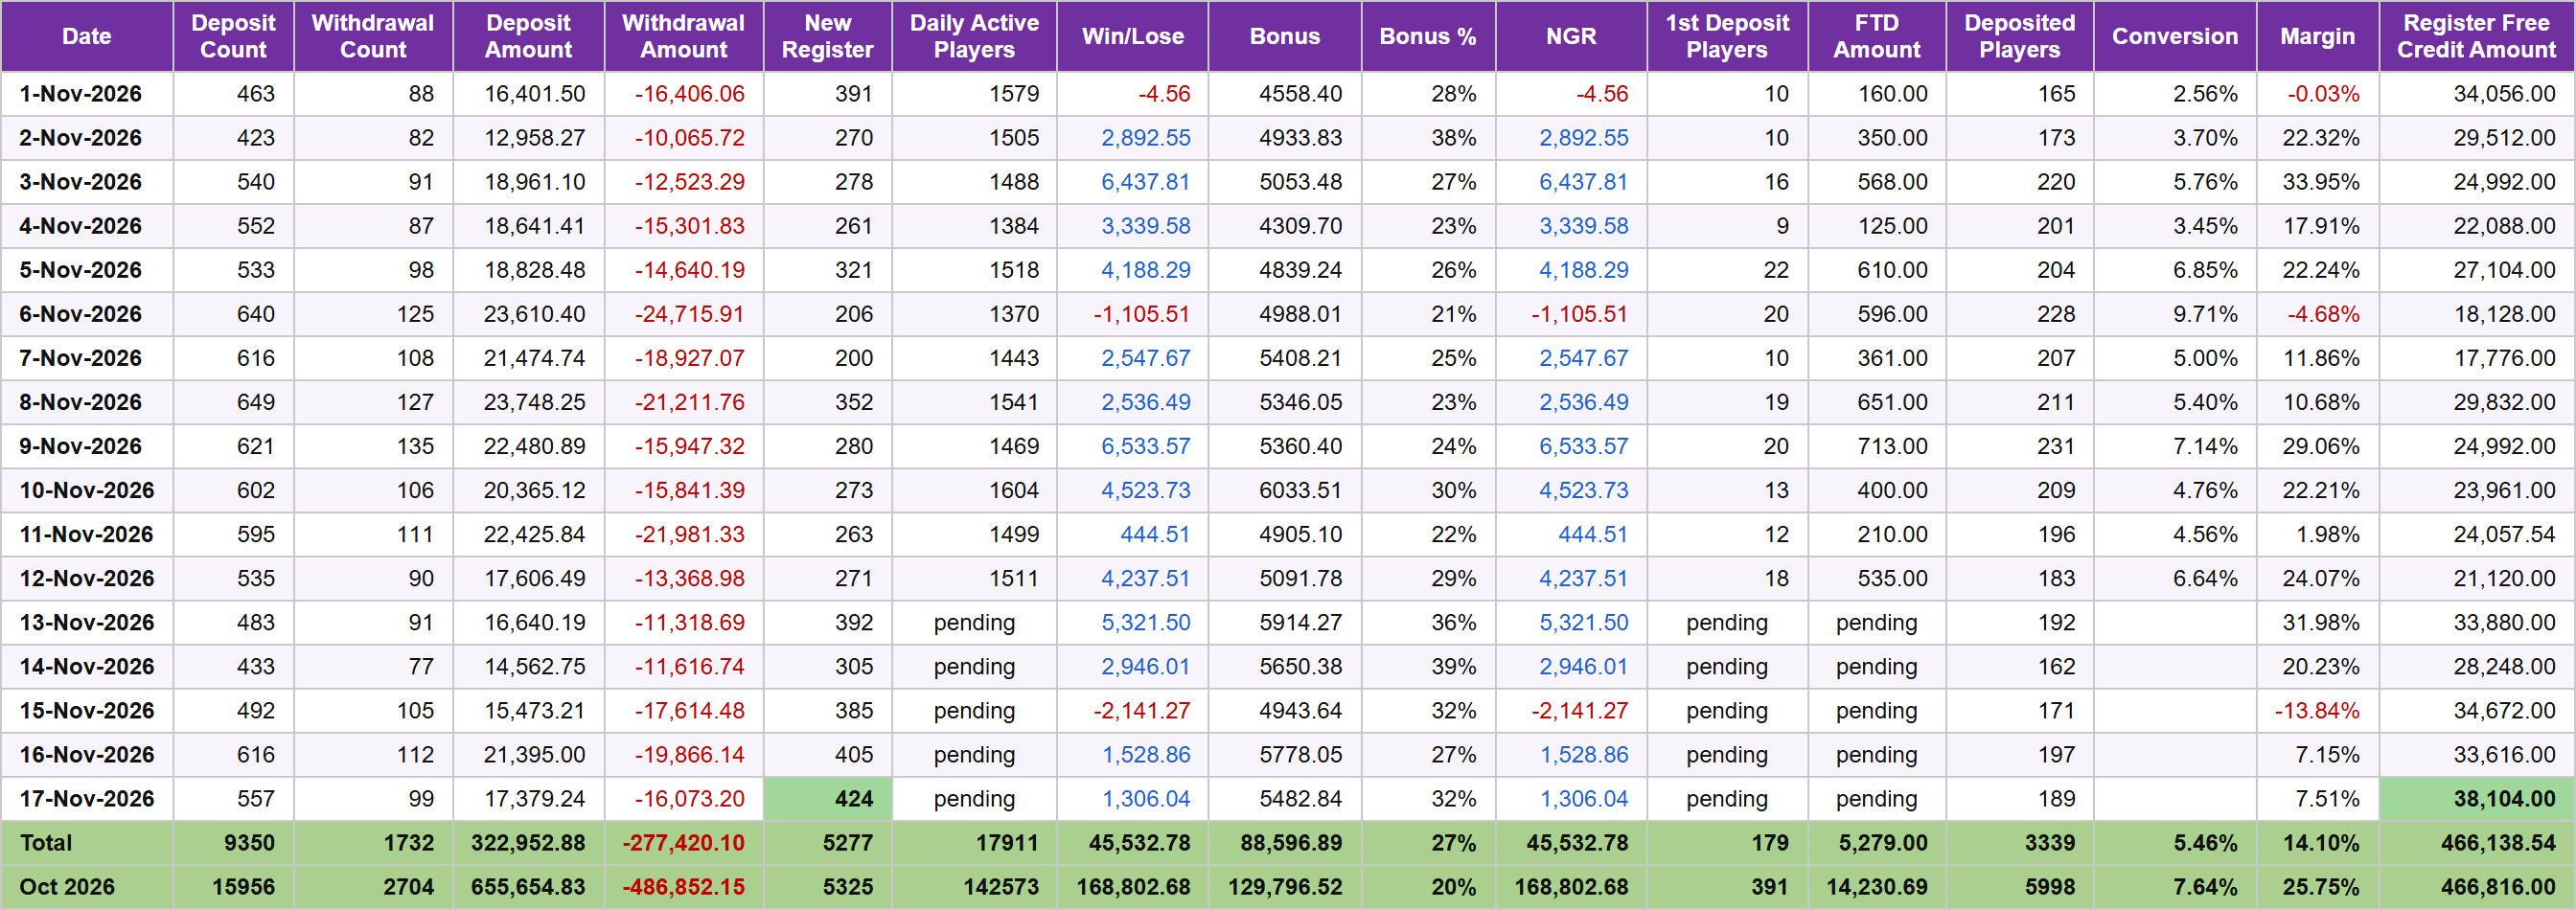 Date Deposit Count Withdrawal Count Deposit Amount Withdrawal Amount New Register Daily Active Players Win/Lose Bonus Bonus % NGR 1st Deposit Players FTD Amount Deposited Players Conversion Margin Register Free Credit Amount
1-Nov-2026 463 88 16,401.50 -16,406.06 391 1579 -4.56 4558.40 28% -4.56 10 160.00 165 2.56% -0.03% 34,056.00
2-Nov-2026 423 82 12,958.27 -10,065.72 270 1505 2,892.55 4933.83 38% 2,892.55 10 350.00 173 3.70% 22.32% 29,512.00
3-Nov-2026 540 91 18,961.10 -12,523.29 278 1488 6,437.81 5053.48 27% 6,437.81 16 568.00 220 5.76% 33.95% 24,992.00
4-Nov-2026 552 87 18,641.41 -15,301.83 261 1384 3,339.58 4309.70 23% 3,339.58 9 125.00 201 3.45% 17.91% 22,088.00
5-Nov-2026 533 98 18,828.48 -14,640.19 321 1518 4,188.29 4839.24 26% 4,188.29 22 610.00 204 6.85% 22.24% 27,104.00
6-Nov-2026 640 125 23,610.40 -24,715.91 206 1370 -1,105.51 4988.01 21% -1,105.51 20 596.00 228 9.71% -4.68% 18,128.00
7-Nov-2026 616 108 21,474.74 -18,927.07 200 1443 2,547.67 5408.21 25% 2,547.67 10 361.00 207 5.00% 11.86% 17,776.00
8-Nov-2026 649 127 23,748.25 -21,211.76 352 1541 2,536.49 5346.05 23% 2,536.49 19 651.00 211 5.40% 10.68% 29,832.00
9-Nov-2026 621 135 22,480.89 -15,947.32 280 1469 6,533.57 5360.40 24% 6,533.57 20 713.00 231 7.14% 29.06% 24,992.00
10-Nov-2026 602 106 20,365.12 -15,841.39 273 1604 4,523.73 6033.51 30% 4,523.73 13 400.00 209 4.76% 22.21% 23,961.00
11-Nov-2026 595 111 22,425.84 -21,981.33 263 1499 444.51 4905.10 22% 444.51 12 210.00 196 4.56% 1.98% 24,057.54
12-Nov-2026 535 90 17,606.49 -13,368.98 271 1511 4,237.51 5091.78 29% 4,237.51 18 535.00 183 6.64% 24.07% 21,120.00
13-Nov-2026 483 91 16,640.19 -11,318.69 392 pending 5,321.50 5914.27 36% 5,321.50 pending pending 192 31.98% 33,880.00
14-Nov-2026 433 77 14,562.75 -11,616.74 305 pending 2,946.01 5650.38 39% 2,946.01 pending pending 162 20.23% 28,248.00
15-Nov-2026 492 105 15,473.21 -17,614.48 385 pending -2,141.27 4943.64 32% -2,141.27 pending pending 171 -13.84% 34,672.00
16-Nov-2026 616 112 21,395.00 -19,866.14 405 pending 1,528.86 5778.05 27% 1,528.86 pending pending 197 7.15% 33,616.00
17-Nov-2026 557 99 17,379.24 -16,073.20 424 pending 1,306.04 5482.84 32% 1,306.04 pending pending 189 7.51% 38,104.00
Total 9350 1732 322,952.88 -277,420.10 5277 17911 45,532.78 88,596.89 27% 45,532.78 179 5,279.00 3339 5.46% 14.10% 466,138.54
Oct 2026 15956 2704 655,654.83 -486,852.15 5325 142573 168,802.68 129,796.52 20% 168,802.68 391 14,230.69 5998 7.64% 25.75% 466,816.00